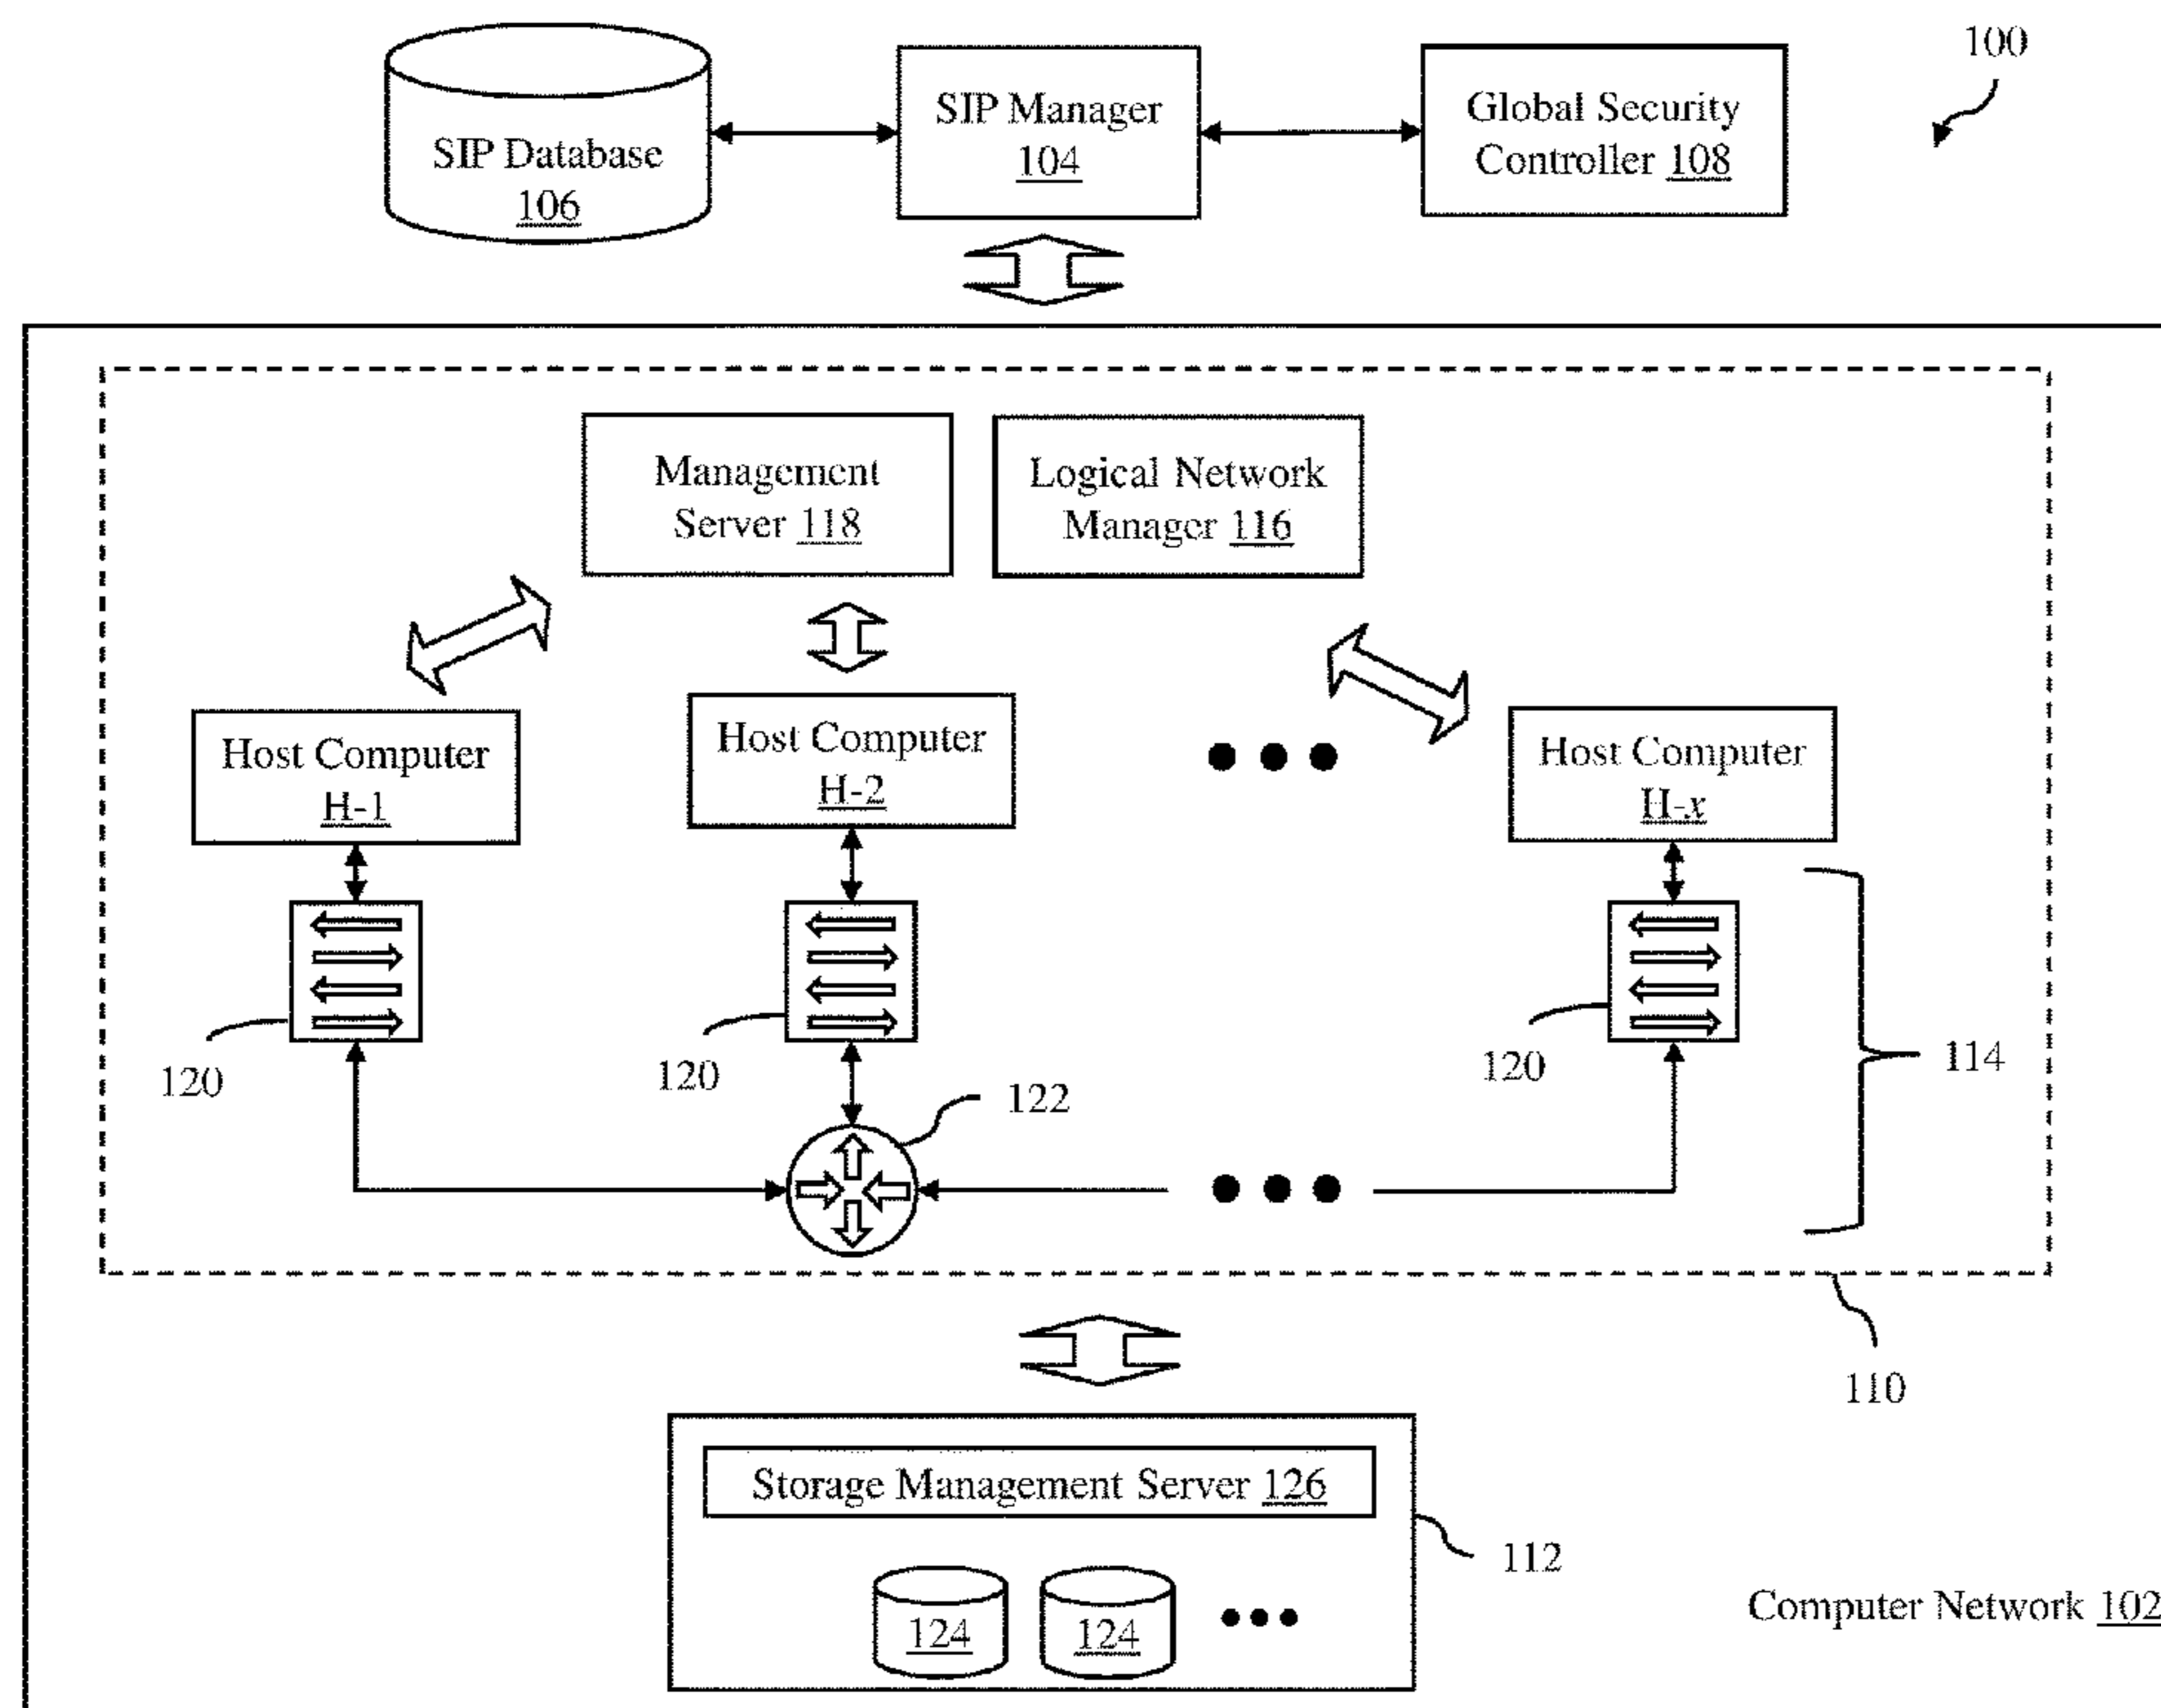 100
SIP Database
106
SIP Manager
104
Global Security
Controller 108
Management
Server 118
Logical Network
Manager 116
Host Computer
H-1
Host Computer
H-2
Host Computer
H-x
120
120
120
122
114
110
Storage Management Server 126
112
124
124
Computer Network 102